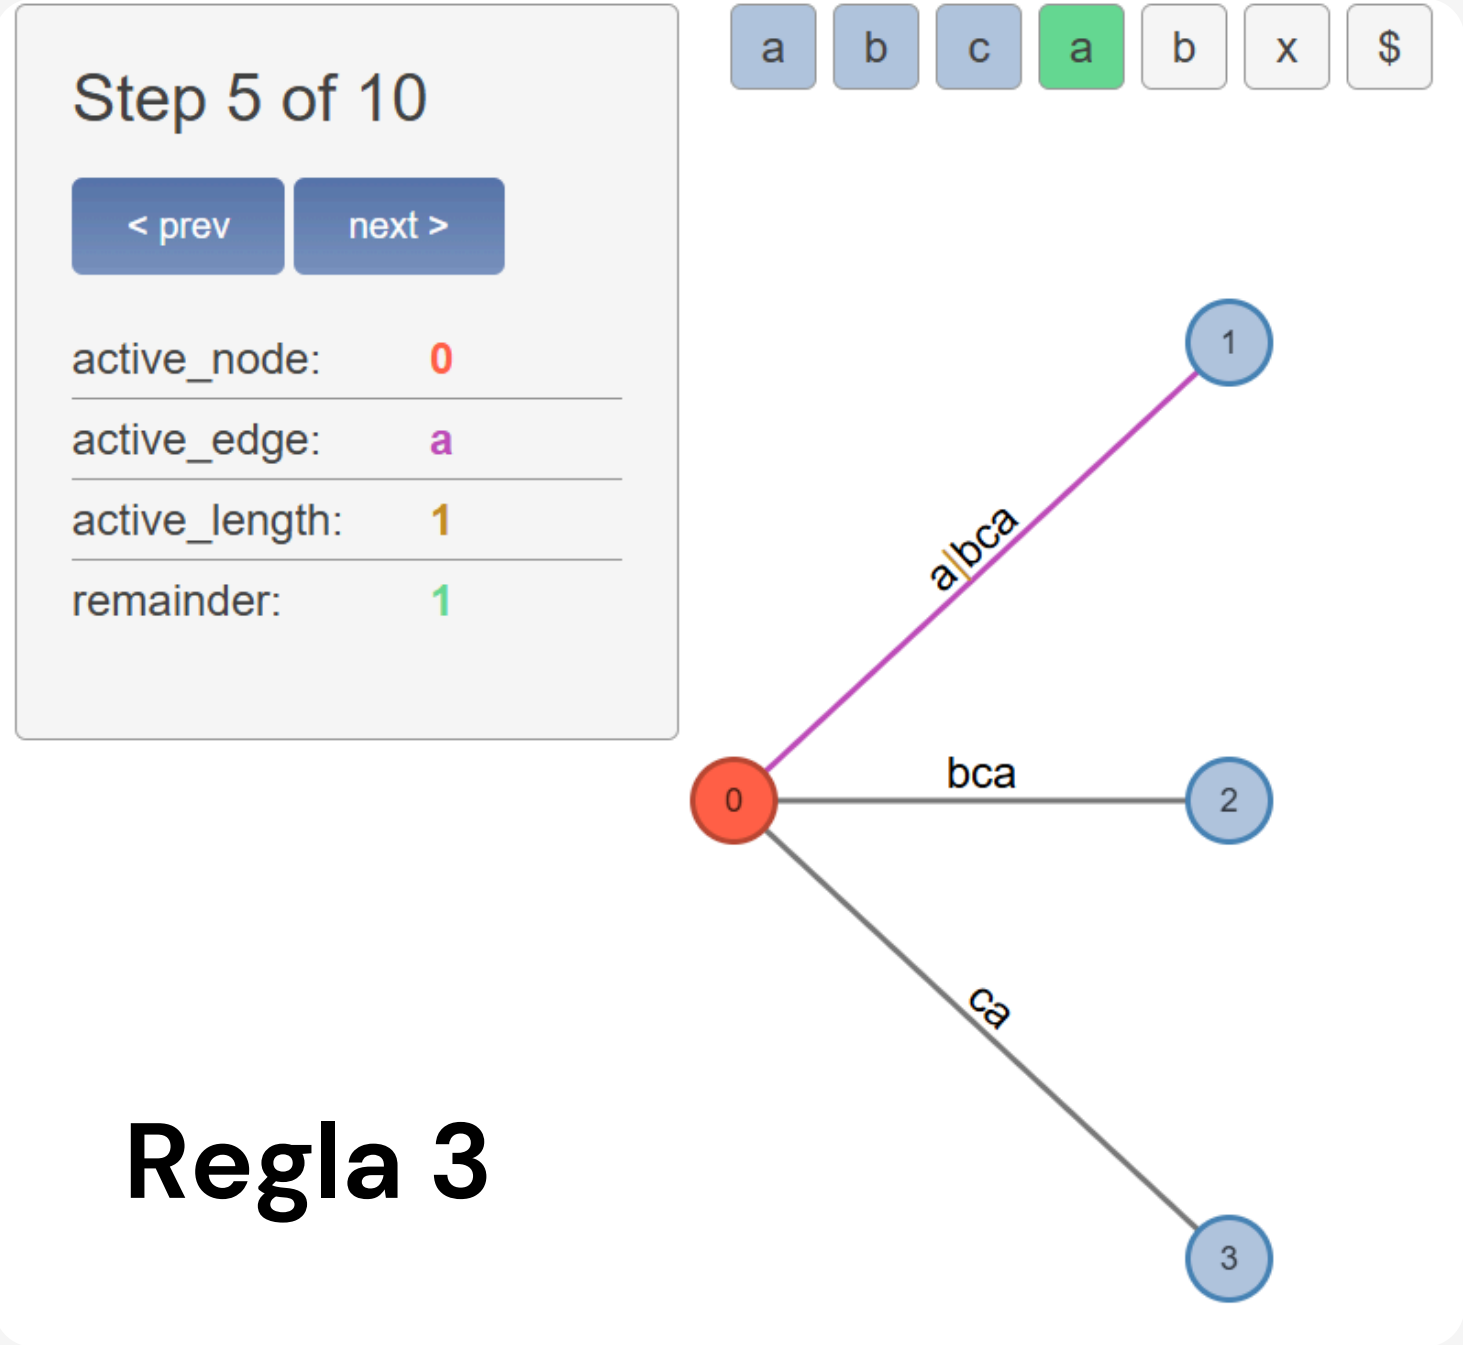 Step 5 of 10
< prev next >
active_node: 0
active_edge: a
active_length: 1
remainder: 1
a b c a b x $
1
a|bca
0
bca
2
ca
3
Regla 3